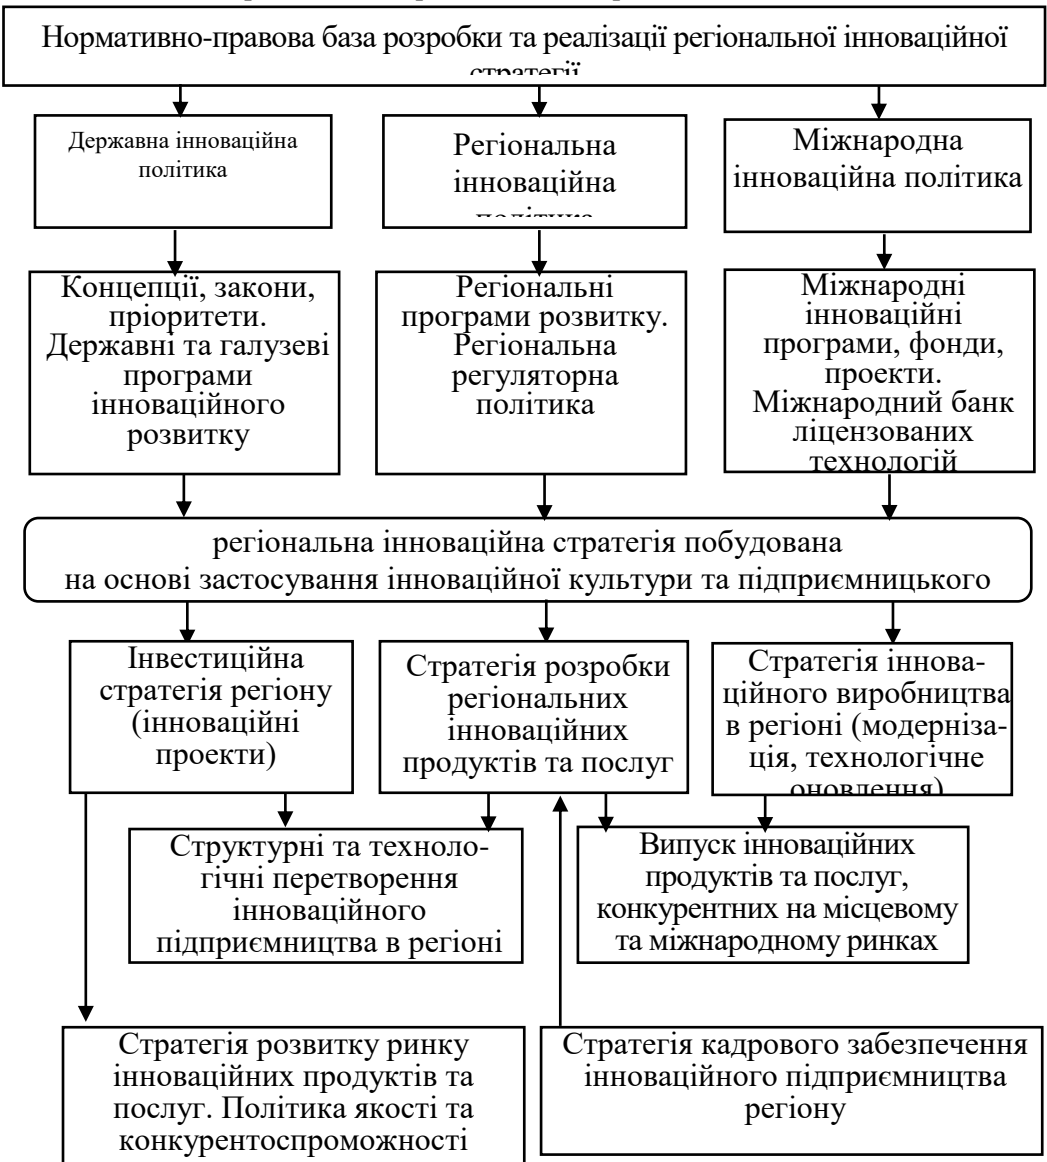 Нормативно-правова база розробки та реалізації регіональної інноваційної
стратегії
Державна інноваційна
політика
Регіональна
інноваційна
політика
Міжнародна
інноваційна політика
Концепції, закони,
пріоритети.
Державні та галузеві
програми
інноваційного
розвитку
Регіональні
програми розвитку.
Регіональна
регуляторна
політика
Міжнародні
інноваційні
програми, фонди,
проекти.
Міжнародний банк
ліцензованих
технологій
регіональна інноваційна стратегія побудована
на основі застосування інноваційної культури та підприємницького
Інвестиційна
стратегія регіону
(інноваційні
проекти)
Стратегія розробки
регіональних
інноваційних
продуктів та послуг
Стратегія іннова-
ційного виробництва
в регіоні (модерніза-
ція, технологічне
оновлення)
Структурні та техноло-
гічні перетворення
інноваційного
підприємництва в регіоні
Випуск інноваційних
продуктів та послуг,
конкурентних на місцевому
та міжнародному ринках
Стратегія розвитку ринку
інноваційних продуктів та
послуг. Політика якості та
конкурентоспроможності
Стратегія кадрового забезпечення
інноваційного підприємництва
регіону